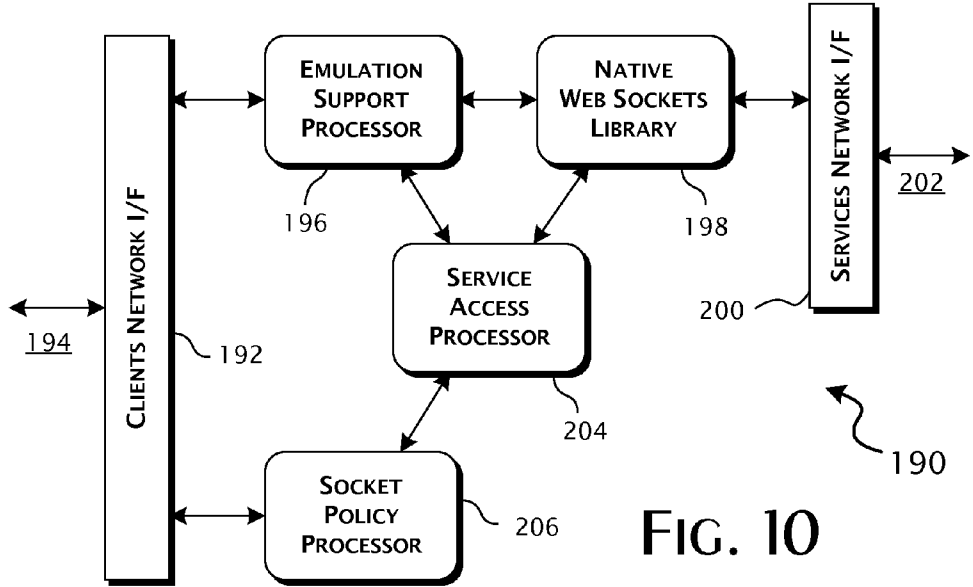 EMULATION
SUPPORT
PROCESSOR
196
NATIVE
WEB SOCKETS
LIBRARY
198
SERVICES NETWORK I/F
200
202
CLIENTS NETWORK I/F
192
194
SERVICE
ACCESS
PROCESSOR
204
SOCKET
POLICY
PROCESSOR
206
190
FIG. 10